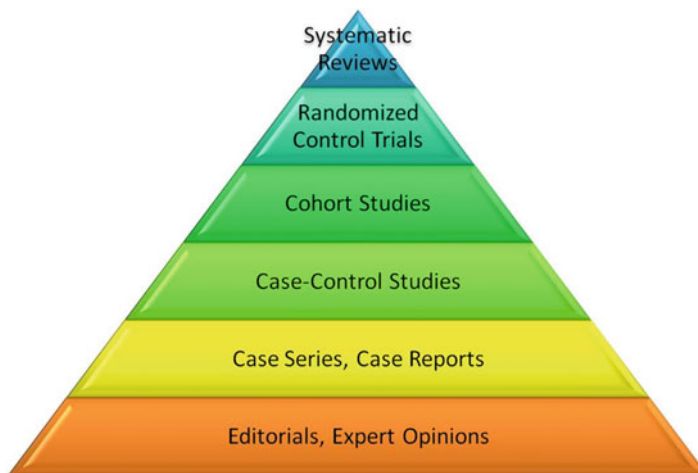 Systematic
Reviews
Randomized
Control Trials
Cohort Studies
Case-Control Studies
Case Series, Case Reports
Editorials, Expert Opinions